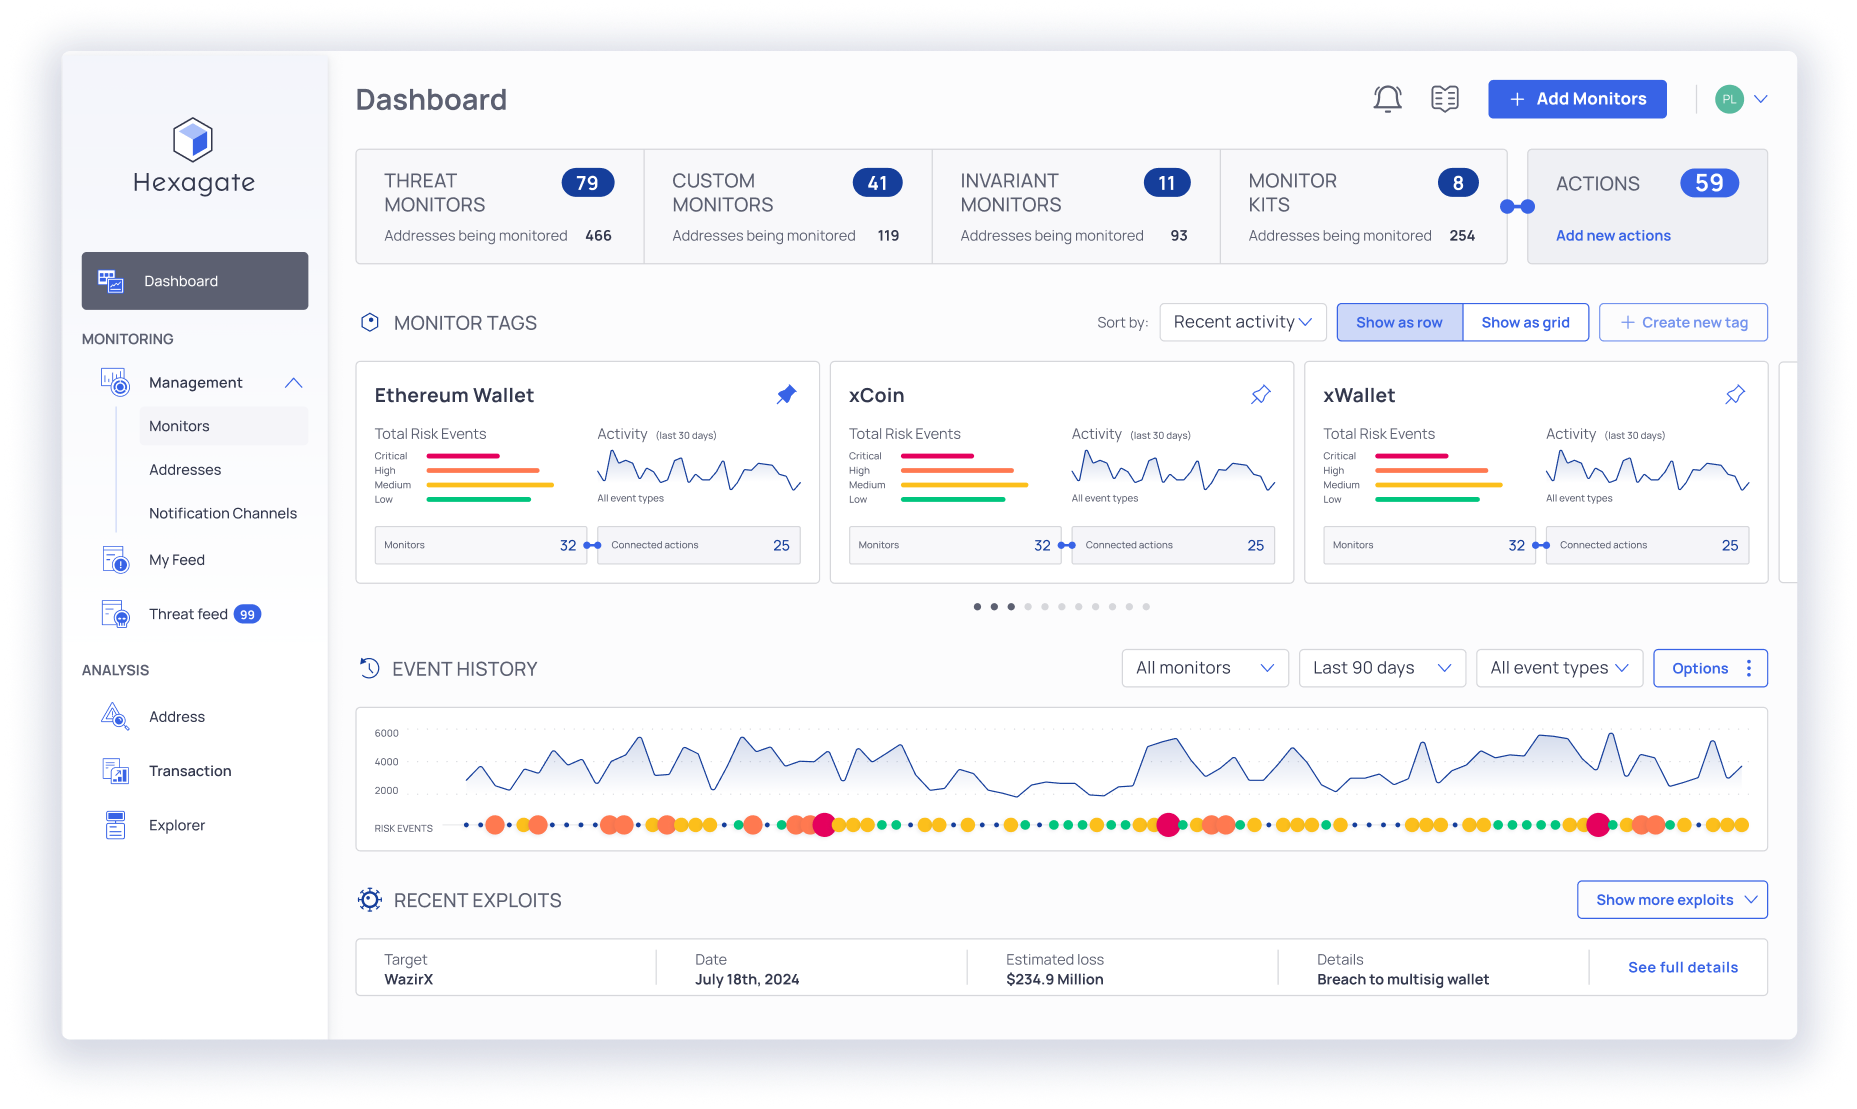 Hexagate
Dashboard
MONITORING
Management
Monitors
Addresses
Notification Channels
My Feed
Threat feed 99
ANALYSIS
Address
Transaction
Explorer
Dashboard
+ Add Monitors
PL
THREAT
MONITORS
79
Addresses being monitored 466
CUSTOM
MONITORS
41
Addresses being monitored 119
INVARIANT
MONITORS
11
Addresses being monitored 93
MONITOR
KITS
8
Addresses being monitored 254
ACTIONS 59
Add new actions
MONITOR TAGS
Sort by: Recent activity
Show as row
Show as grid
+ Create new tag
Ethereum Wallet
Total Risk Events
Critical
High
Medium
Low
Activity (last 30 days)
All event types
Monitors 32
Connected actions 25
xCoin
Total Risk Events
Critical
High
Medium
Low
Activity (last 30 days)
All event types
Monitors 32
Connected actions 25
xWallet
Total Risk Events
Critical
High
Medium
Low
Activity (last 30 days)
All event types
Monitors 32
Connected actions 25
EVENT HISTORY
All monitors
Last 90 days
All event types
Options
6000
4000
2000
RISK EVENTS
RECENT EXPLOITS
Show more exploits
Target
WazirX
Date
July 18th, 2024
Estimated loss
$234.9 Million
Details
Breach to multisig wallet
See full details